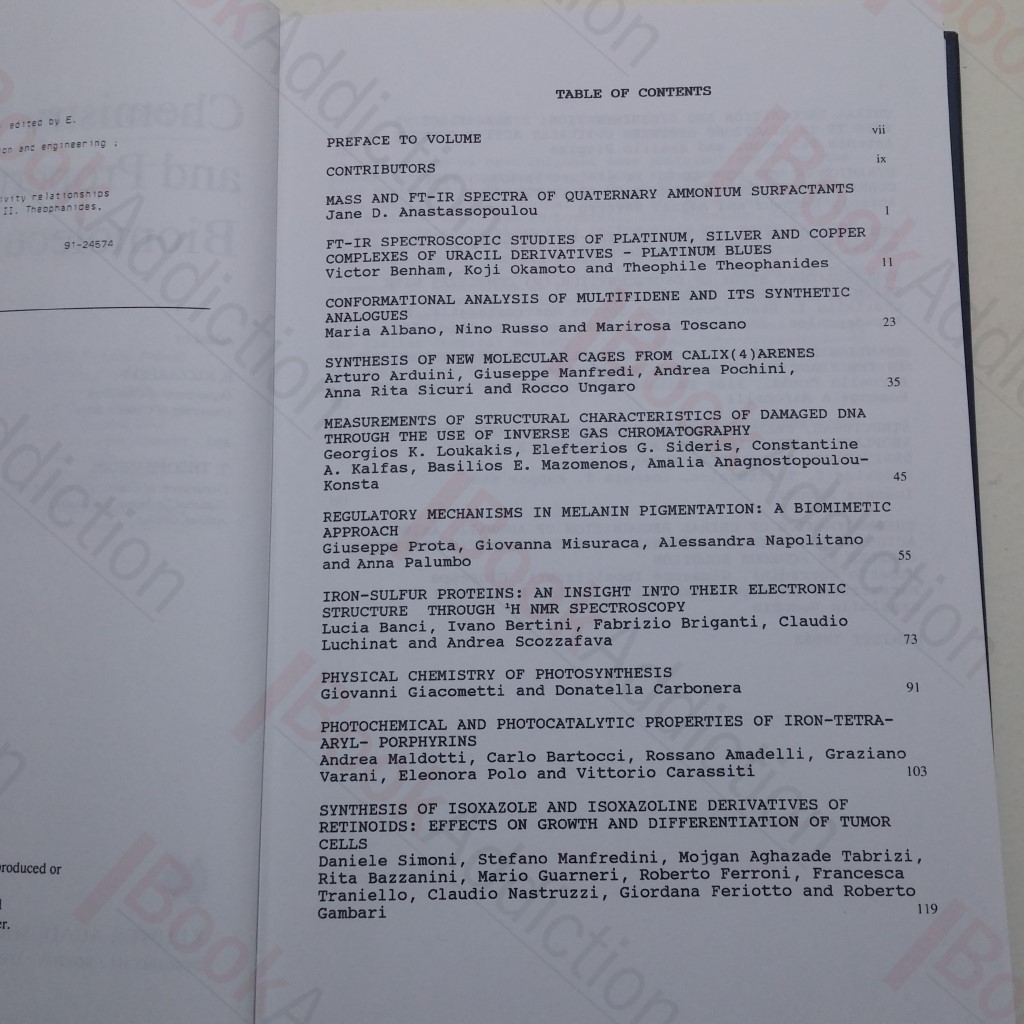 edited by E.
on and engineering ;
ivity relationships
II. Theophanides,
91-24574
roduced or
er.
TABLE OF CONTENTS
PREFACE TO VOLUME vii
CONTRIBUTORS ix
MASS AND FT-IR SPECTRA OF QUATERNARY AMMONIUM SURFACTANTS
Jane D. Anastassopoulou 1
FT-IR SPECTROSCOPIC STUDIES OF PLATINUM, SILVER AND COPPER
COMPLEXES OF URACIL DERIVATIVES - PLATINUM BLUES
Victor Benham, Koji Okamoto and Theophile Theophanides 11
CONFORMATIONAL ANALYSIS OF MULTIFIDENE AND ITS SYNTHETIC
ANALOGUES
Maria Albano, Nino Russo and Marirosa Toscano 23
SYNTHESIS OF NEW MOLECULAR CAGES FROM CALIX(4)ARENES
Arturo Arduini, Giuseppe Manfredi, Andrea Pochini,
Anna Rita Sicuri and Rocco Ungaro 35
MEASUREMENTS OF STRUCTURAL CHARACTERISTICS OF DAMAGED DNA
THROUGH THE USE OF INVERSE GAS CHROMATOGRAPHY
Georgios K. Loukakis, Elefterios G. Sideris, Constantine
A. Kalfas, Basilios E. Mazomenos, Amalia Anagnostopoulou-
Konsta 45
REGULATORY MECHANISMS IN MELANIN PIGMENTATION: A BIOMIMETIC
APPROACH
Giuseppe Prota, Giovanna Misuraca, Alessandra Napolitano
and Anna Palumbo 55
IRON-SULFUR PROTEINS: AN INSIGHT INTO THEIR ELECTRONIC
STRUCTURE THROUGH ¹H NMR SPECTROSCOPY
Lucia Banci, Ivano Bertini, Fabrizio Briganti, Claudio
Luchinat and Andrea Scozzafava 73
PHYSICAL CHEMISTRY OF PHOTOSYNTHESIS
Giovanni Giacometti and Donatella Carbonera 91
PHOTOCHEMICAL AND PHOTOCATALYTIC PROPERTIES OF IRON-TETRA-
ARYL- PORPHYRINS
Andrea Maldotti, Carlo Bartocci, Rossano Amadelli, Graziano
Varani, Eleonora Polo and Vittorio Carassiti 103
SYNTHESIS OF ISOXAZOLE AND ISOXAZOLINE DERIVATIVES OF
RETINOIDS: EFFECTS ON GROWTH AND DIFFERENTIATION OF TUMOR
CELLS
Daniele Simoni, Stefano Manfredini, Mojgan Aghazade Tabrizi,
Rita Bazzanini, Mario Guarneri, Roberto Ferroni, Francesca
Traniello, Claudio Nastruzzi, Giordana Feriotto and Roberto
Gambari 119
BookAddiction